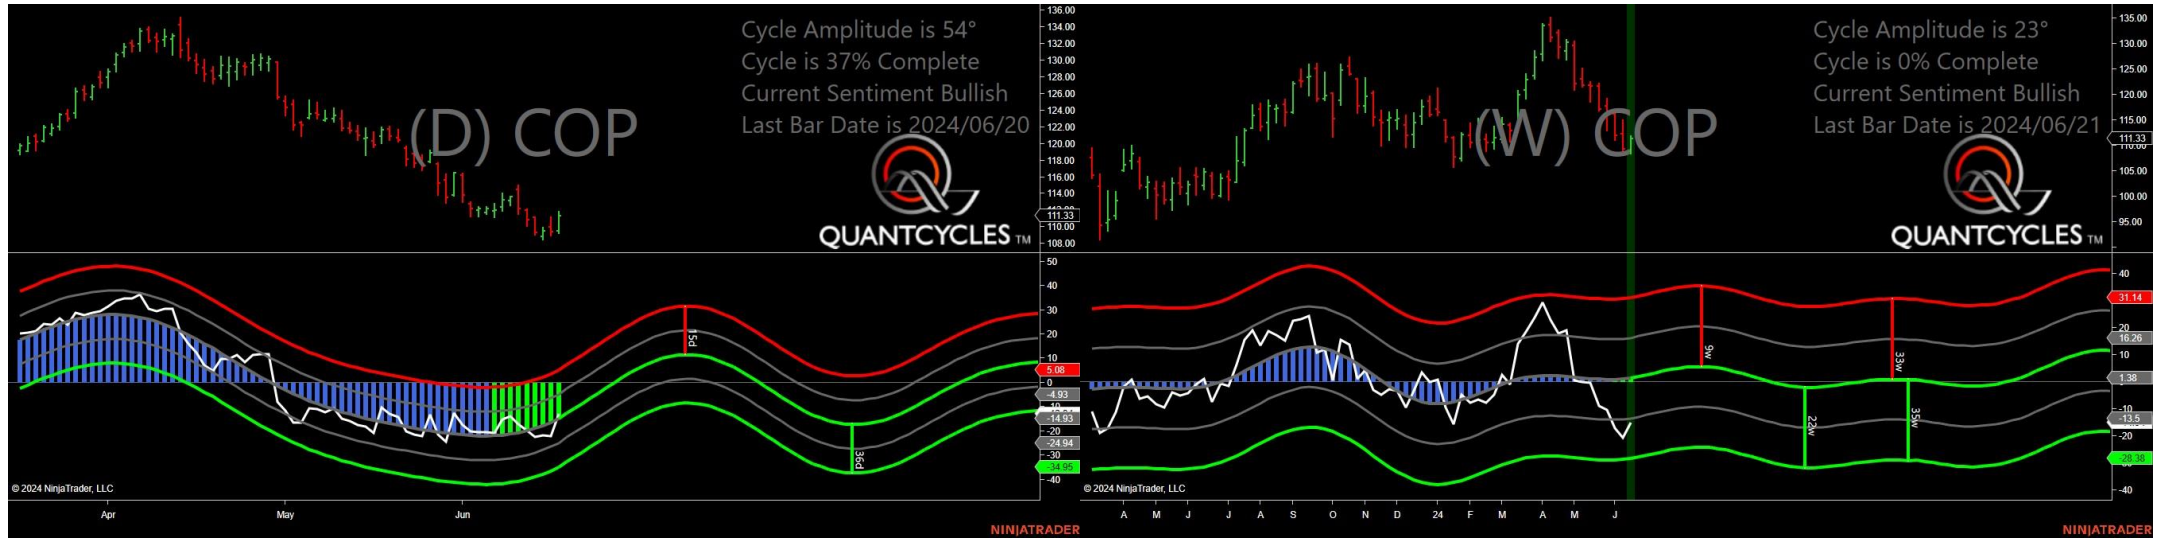 Cycle Amplitude is 54°
Cycle is 37% Complete
Current Sentiment Bullish
Last Bar Date is 2024/06/20
(D) COP
QUANTCYCLES TM
136.00
134.00
132.00
130.00
128.00
126.00
124.00
122.00
120.00
118.00
116.00
114.00
111.33
110.00
108.00
50
40
30
20
10
5.08
0
-4.93
-14.93
-20
-24.94
-30
-34.95
-40
15d
36d
© 2024 NinjaTrader, LLC
Apr May Jun
NINJATRADER
Cycle Amplitude is 23°
Cycle is 0% Complete
Current Sentiment Bullish
Last Bar Date is 2024/06/21
(W) COP
QUANTCYCLES TM
135.00
130.00
125.00
120.00
115.00
111.33
110.00
105.00
100.00
95.00
40
31.14
20
16.26
10
1.38
-10
-13.5
-20
-28.38
-40
9w
22w
33w
35w
© 2024 NinjaTrader, LLC
A M J J A S O N D 24 F M A M J
NINJATRADER